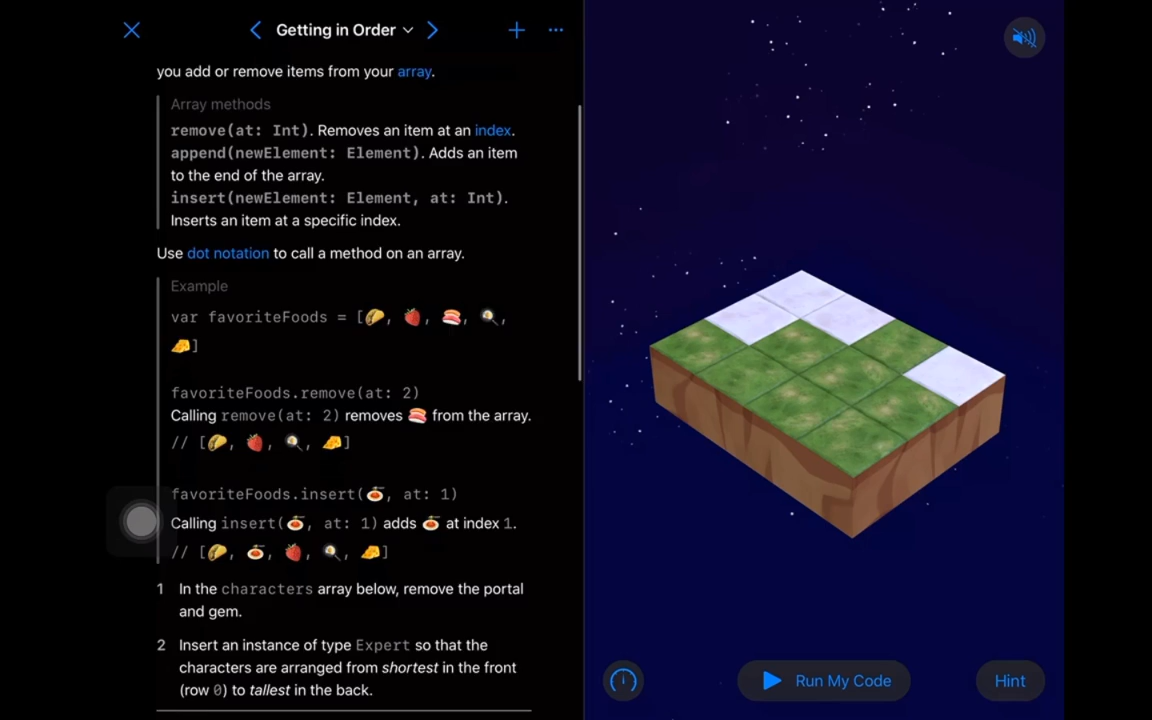 Getting in Order
you add or remove items from your array.
Array methods
remove(at: Int). Removes an item at an index.
append(newElement: Element). Adds an item
to the end of the array.
insert(newElement: Element, at: Int).
Inserts an item at a specific index.
Use dot notation to call a method on an array.
Example
var favoriteFoods = [🌮, 🍓, 🍣, 🍳,
🧀]
favoriteFoods.remove(at: 2)
Calling remove(at: 2) removes 🍣 from the array.
// [🌮, 🍓, 🍳, 🧀]
favoriteFoods.insert(🍝, at: 1)
Calling insert(🍝, at: 1) adds 🍝 at index 1.
// [🌮, 🍝, 🍓, 🍳, 🧀]
1 In the characters array below, remove the portal
and gem.
2 Insert an instance of type Expert so that the
characters are arranged from shortest in the front
(row 0) to tallest in the back.
Run My Code
Hint